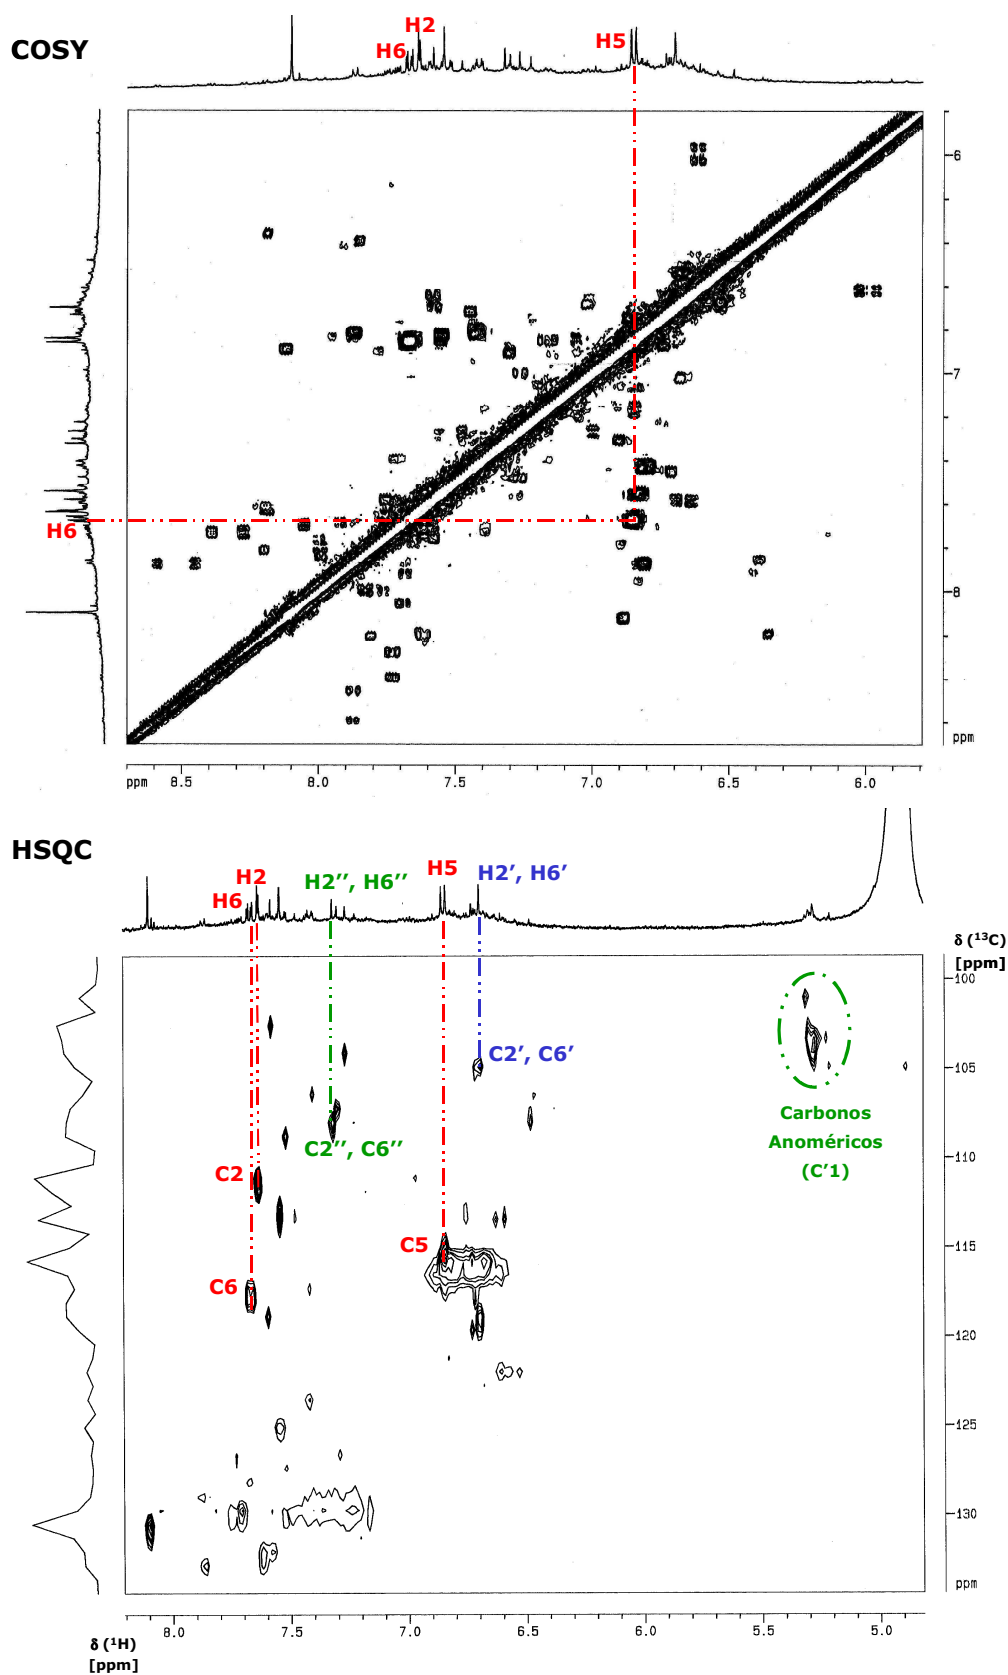 COSY
H2
H6
H5
6
7
H6
8
ppm
ppm
8.5
8.0
7.5
7.0
6.5
6.0
HSQC
H2
H6
H2'', H6''
H5
H2', H6'
δ (¹³C)
[ppm]
100
C2', C6'
105
Carbonos
Anoméricos
(C'1)
C2'', C6''
110
C2
C5
115
C6
120
125
130
ppm
8.0
7.5
7.0
6.5
6.0
5.5
5.0
δ (¹H)
[ppm]